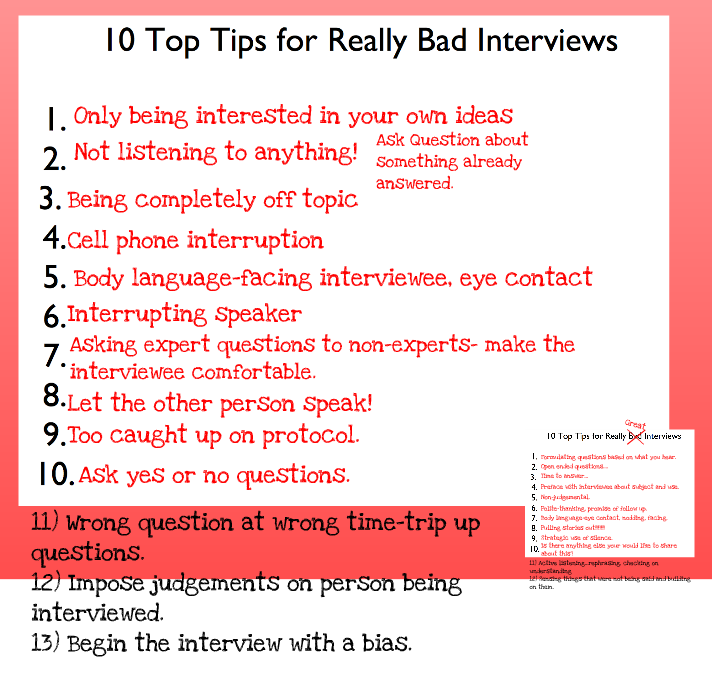 10 Top Tips for Really Bad Interviews
1. Only being interested in your own ideas
2. Not listening to anything!
Ask Question about
something already
answered.
3. Being completely off topic
4. Cell phone interruption
5. Body language-facing interviewee, eye contact
6. Interrupting speaker
7. Asking expert questions to non-experts- make the
interviewee comfortable.
8. Let the other person speak!
9. Too caught up on protocol.
10. Ask yes or no questions.
11) Wrong question at wrong time-trip up
questions.
12) Impose judgements on person being
interviewed.
13) Begin the interview with a bias.
Great
10 Top Tips for Really Bad Interviews
1. Formulating questions based on what you hear.
2. Open ended questions...
3. Time to answer...
4. Preface with interviewee about subject and use.
5. Non-judgmental.
6. Polite-thanking, promise of follow up.
7. Body language-eye contact, nodding, facing.
8. Pulling stories out!!!!!!
9. Strategic use of silence.
10. Is there anything else your would like to share
about this?
11) Active listening...rephrasing, checking on
understanding
12) Sensing things that were not being said and building
on them.